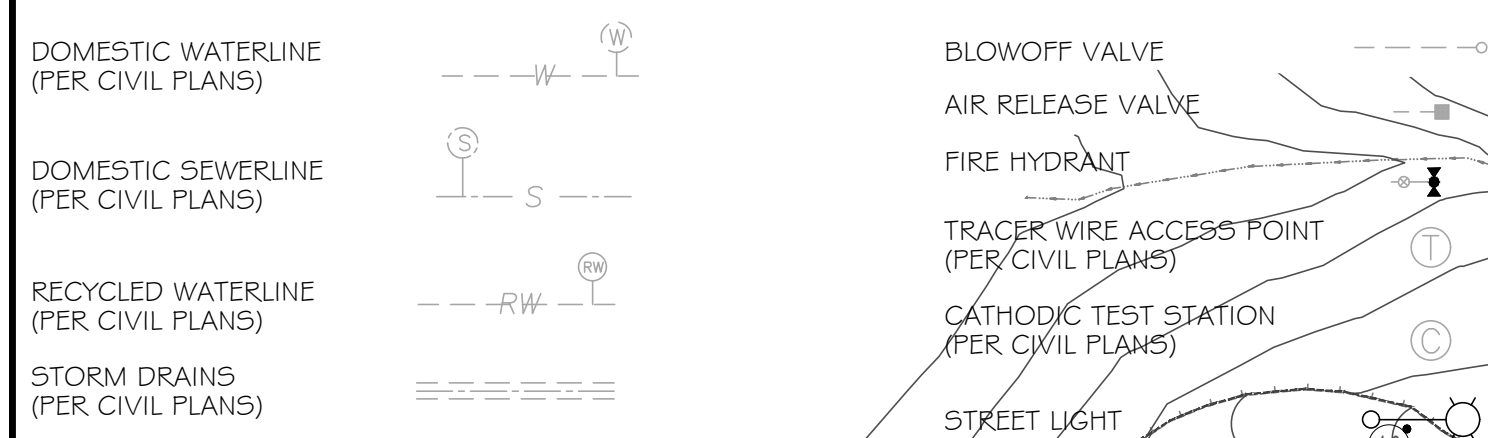 DOMESTIC WATERLINE
(PER CIVIL PLANS)
W
W
DOMESTIC SEWERLINE
(PER CIVIL PLANS)
S
S
RECYCLED WATERLINE
(PER CIVIL PLANS)
RW
RW
STORM DRAINS
(PER CIVIL PLANS)
BLOWOFF VALVE
AIR RELEASE VALVE
FIRE HYDRANT
TRACER WIRE ACCESS POINT
(PER CIVIL PLANS)
T
CATHODIC TEST STATION
(PER CIVIL PLANS)
C
STREET LIGHT